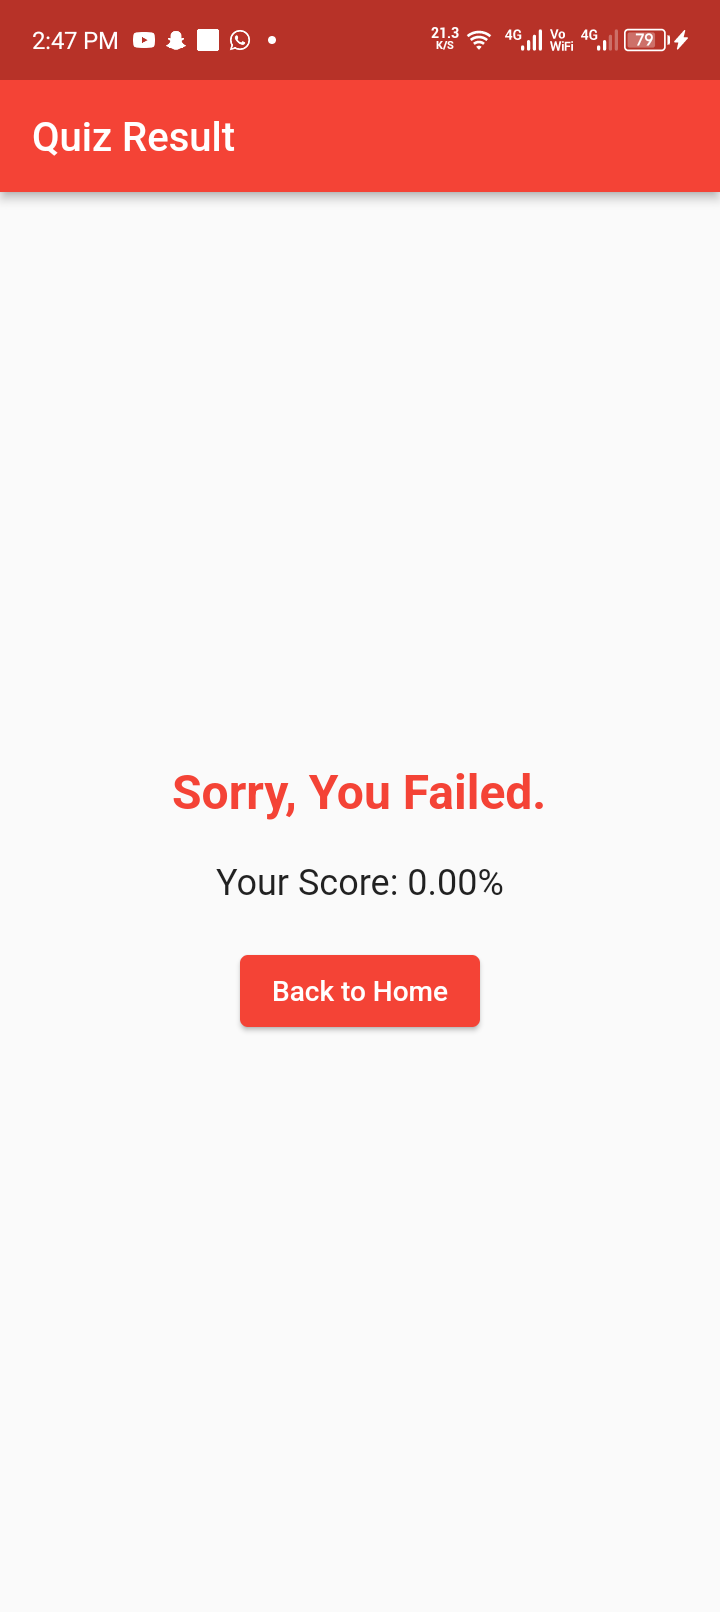 2:47 PM
21.3
K/S
4G
Vo
WiFi
4G
79
Quiz Result
Sorry, You Failed.
Your Score: 0.00%
Back to Home